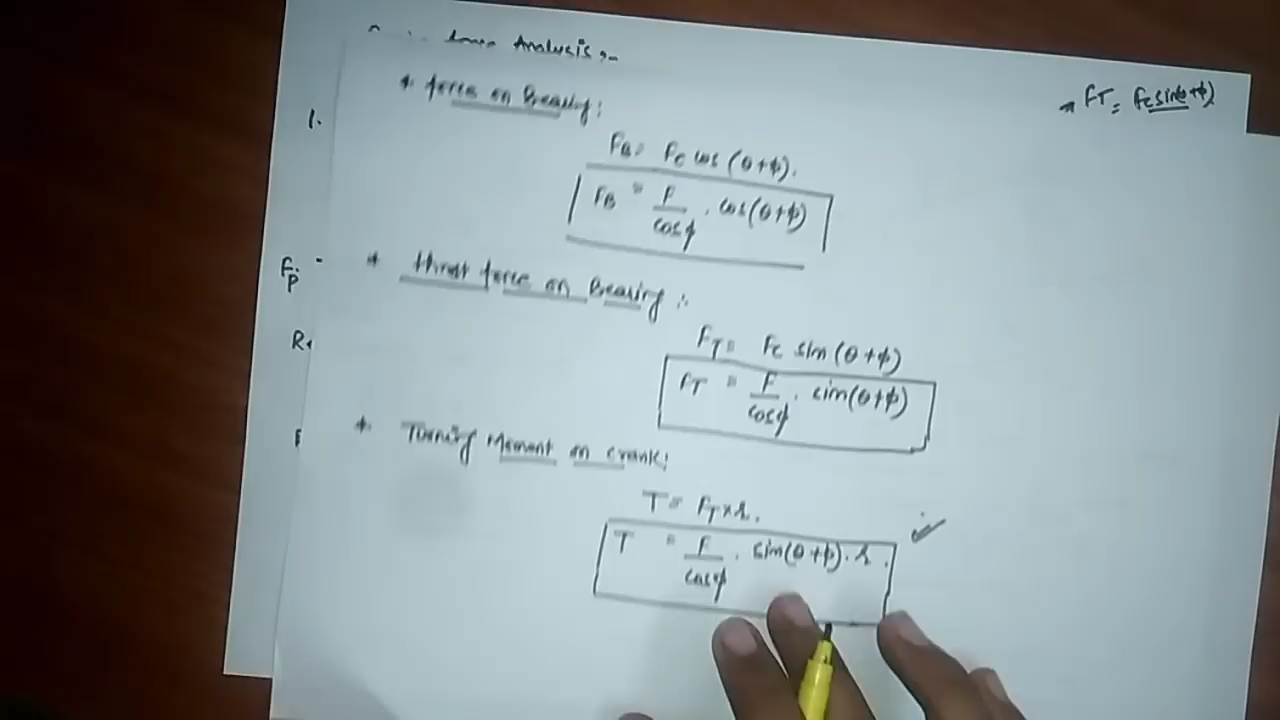 Analysis :-
→ FT = Fc sin(θ+ϕ)
* force on Bearing :
1.
FB = Fc cos (θ+ϕ).
FB = F/cosϕ . cos(θ+ϕ)
* thrust force on Bearing :-
Fp
FT = Fc sin (θ+ϕ)
R
FT = F/cosϕ . sin(θ+ϕ)
* Turning Moment on crank:
T = FT × r.
T = F/cosϕ . sin(θ+ϕ) . r .